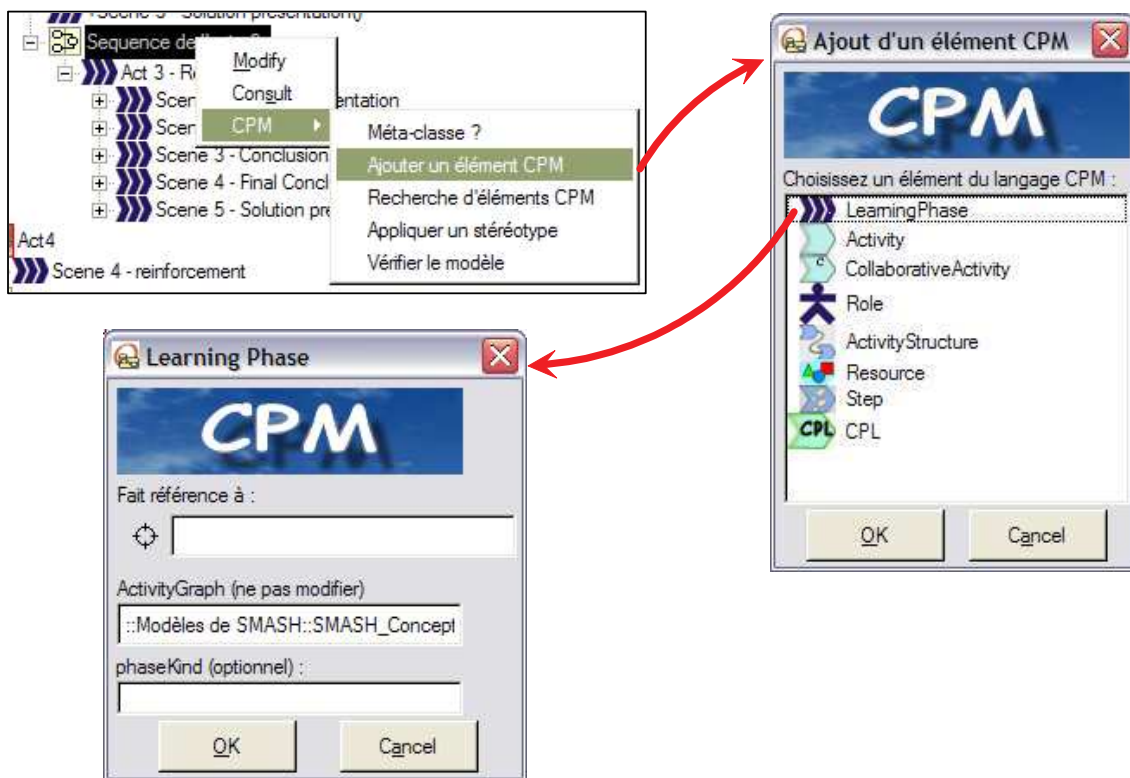 Scene 3 - Solution presentation()
Sequence de
Act 3 - R
Scen
entation
Scen
Scene 3 - Conclusion
Scene 4 - Final Concl
Scene 5 - Solution pre
Act4
Scene 4 - reinforcement
Modify
Consult
CPM
Méta-classe ?
Ajouter un élément CPM
Recherche d'éléments CPM
Appliquer un stéréotype
Vérifier le modèle
Ajout d'un élément CPM
CPM
Choisissez un élément du langage CPM :
LearningPhase
Activity
C
CollaborativeActivity
Role
ActivityStructure
Resource
Step
CPL CPL
OK Cancel
Learning Phase
CPM
Fait référence à :
ActivityGraph (ne pas modifier)
::Modèles de SMASH::SMASH_Concept
phaseKind (optionnel) :
OK Cancel